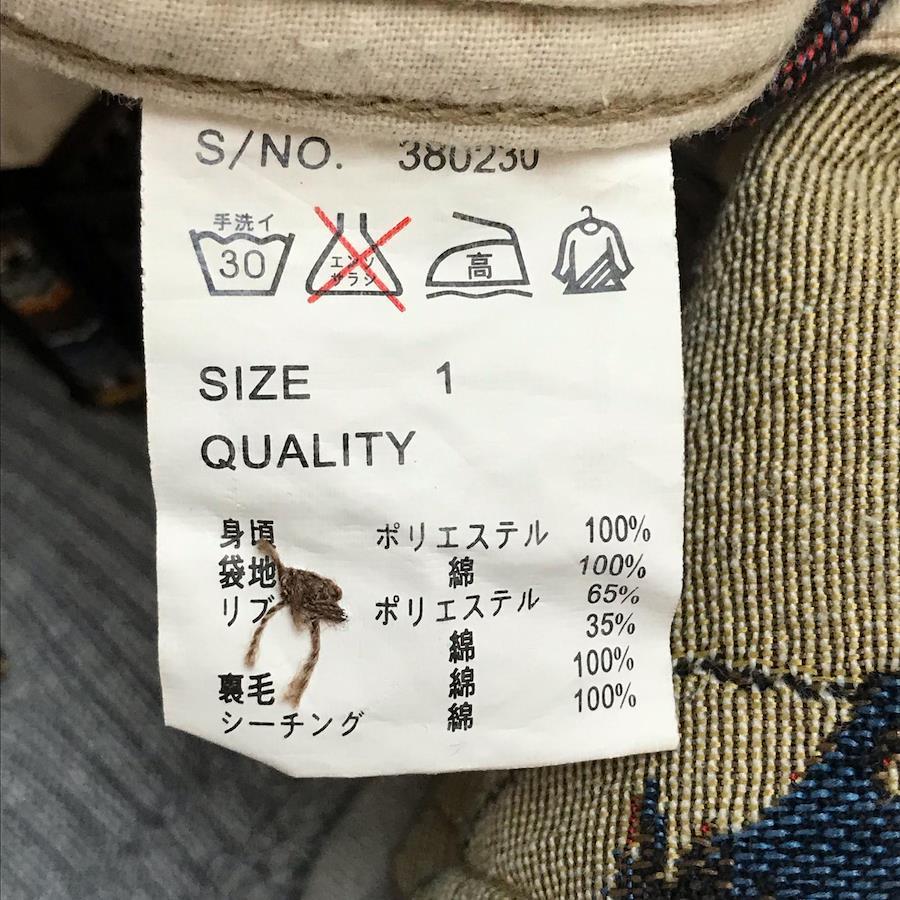 S/NO. 380230
手洗イ
30
エンソ
サラシ
高
SIZE 1
QUALITY
身頃 ポリエステル 100%
袋地 綿 100%
リブ ポリエステル 65%
綿 35%
裏毛 綿 100%
シーチング 綿 100%